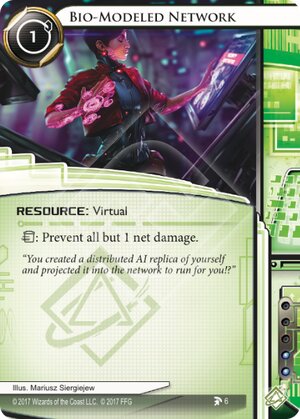 Bio-Modeled Network
1
RESOURCE: Virtual
: Prevent all but 1 net damage.
"You created a distributed AI replica of yourself
and projected it into the network to run for you!?"
Illus. Mariusz Siergiejew
© 2017 Wizards of the Coast LLC. © 2017 FFG
6